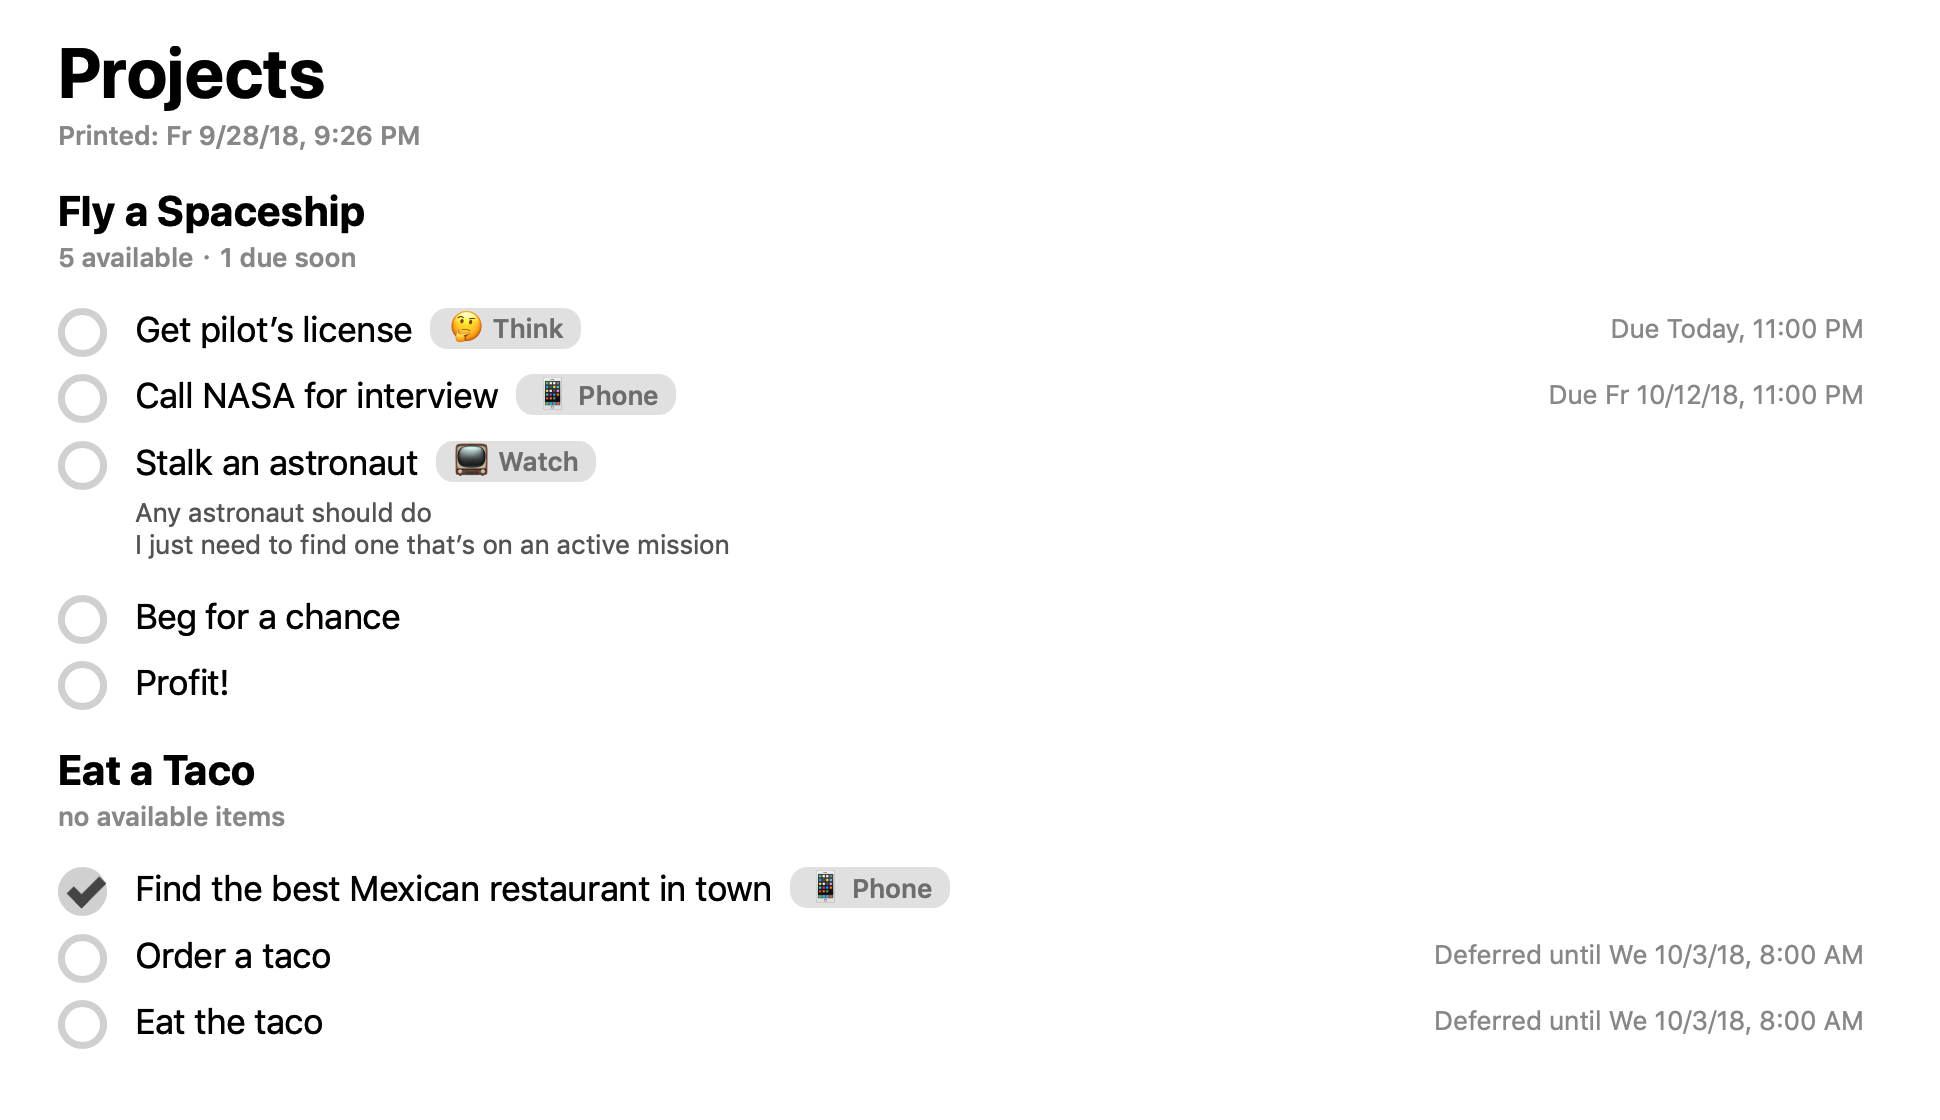 Projects
Printed: Fr 9/28/18, 9:26 PM
Fly a Spaceship
5 available · 1 due soon
Get pilot’s license 🤔 Think Due Today, 11:00 PM
Call NASA for interview 📱 Phone Due Fr 10/12/18, 11:00 PM
Stalk an astronaut 📺 Watch
Any astronaut should do
I just need to find one that’s on an active mission
Beg for a chance
Profit!
Eat a Taco
no available items
Find the best Mexican restaurant in town 📱 Phone
Order a taco Deferred until We 10/3/18, 8:00 AM
Eat the taco Deferred until We 10/3/18, 8:00 AM